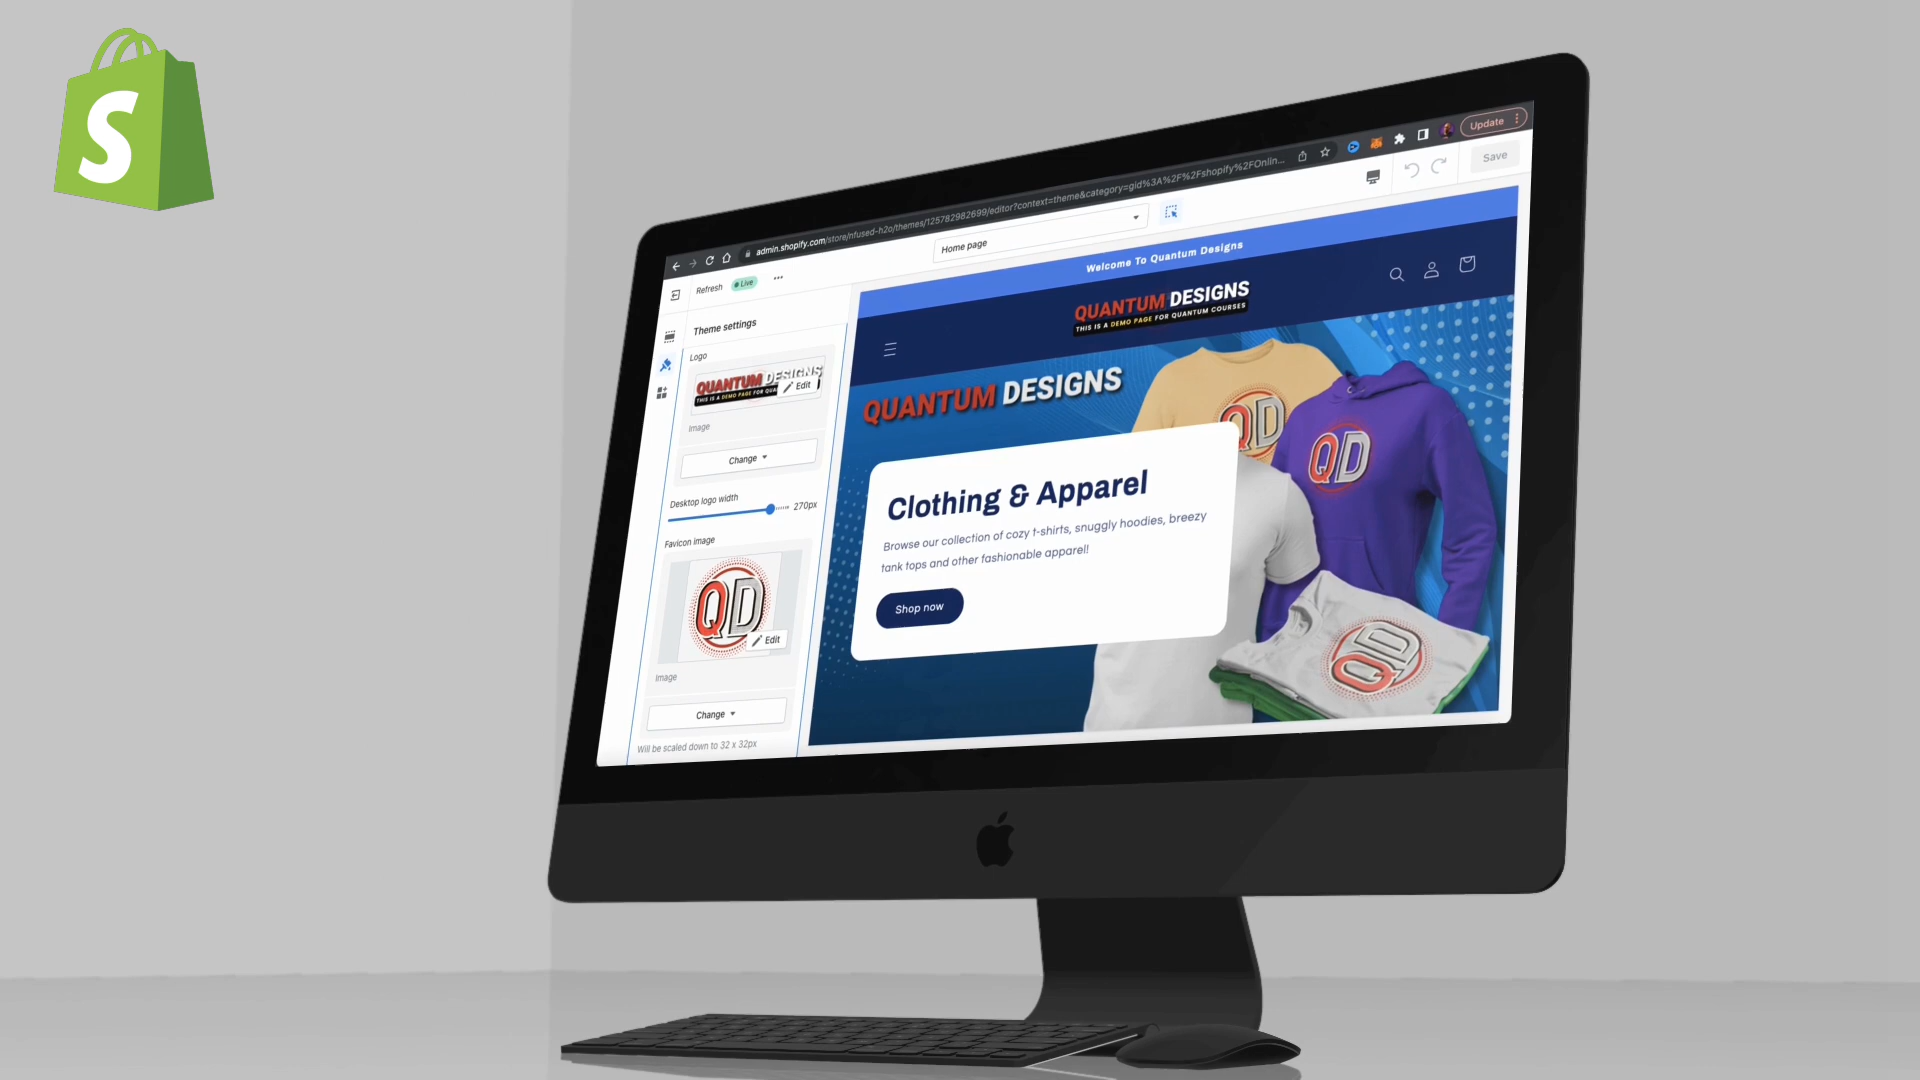 S
admin.shopify.com/store/nfused-h2o/themes/125782982699/editor?context=theme&category=gid%3A%2F%2Fshopify%2FOnlin...
Update
Refresh
Live
Home page
Save
Theme settings
Logo
QUANTUM DESIGNS
THIS IS A DEMO PAGE FOR QUA
Edit
Image
Change
Desktop logo width
270px
Favicon image
QD
Edit
Image
Change
Will be scaled down to 32 x 32px
Welcome To Quantum Designs
QUANTUM DESIGNS
THIS IS A DEMO PAGE FOR QUANTUM COURSES
QUANTUM DESIGNS
QD
QD
QD
Clothing & Apparel
Browse our collection of cozy t-shirts, snuggly hoodies, breezy
tank tops and other fashionable apparel!
Shop now